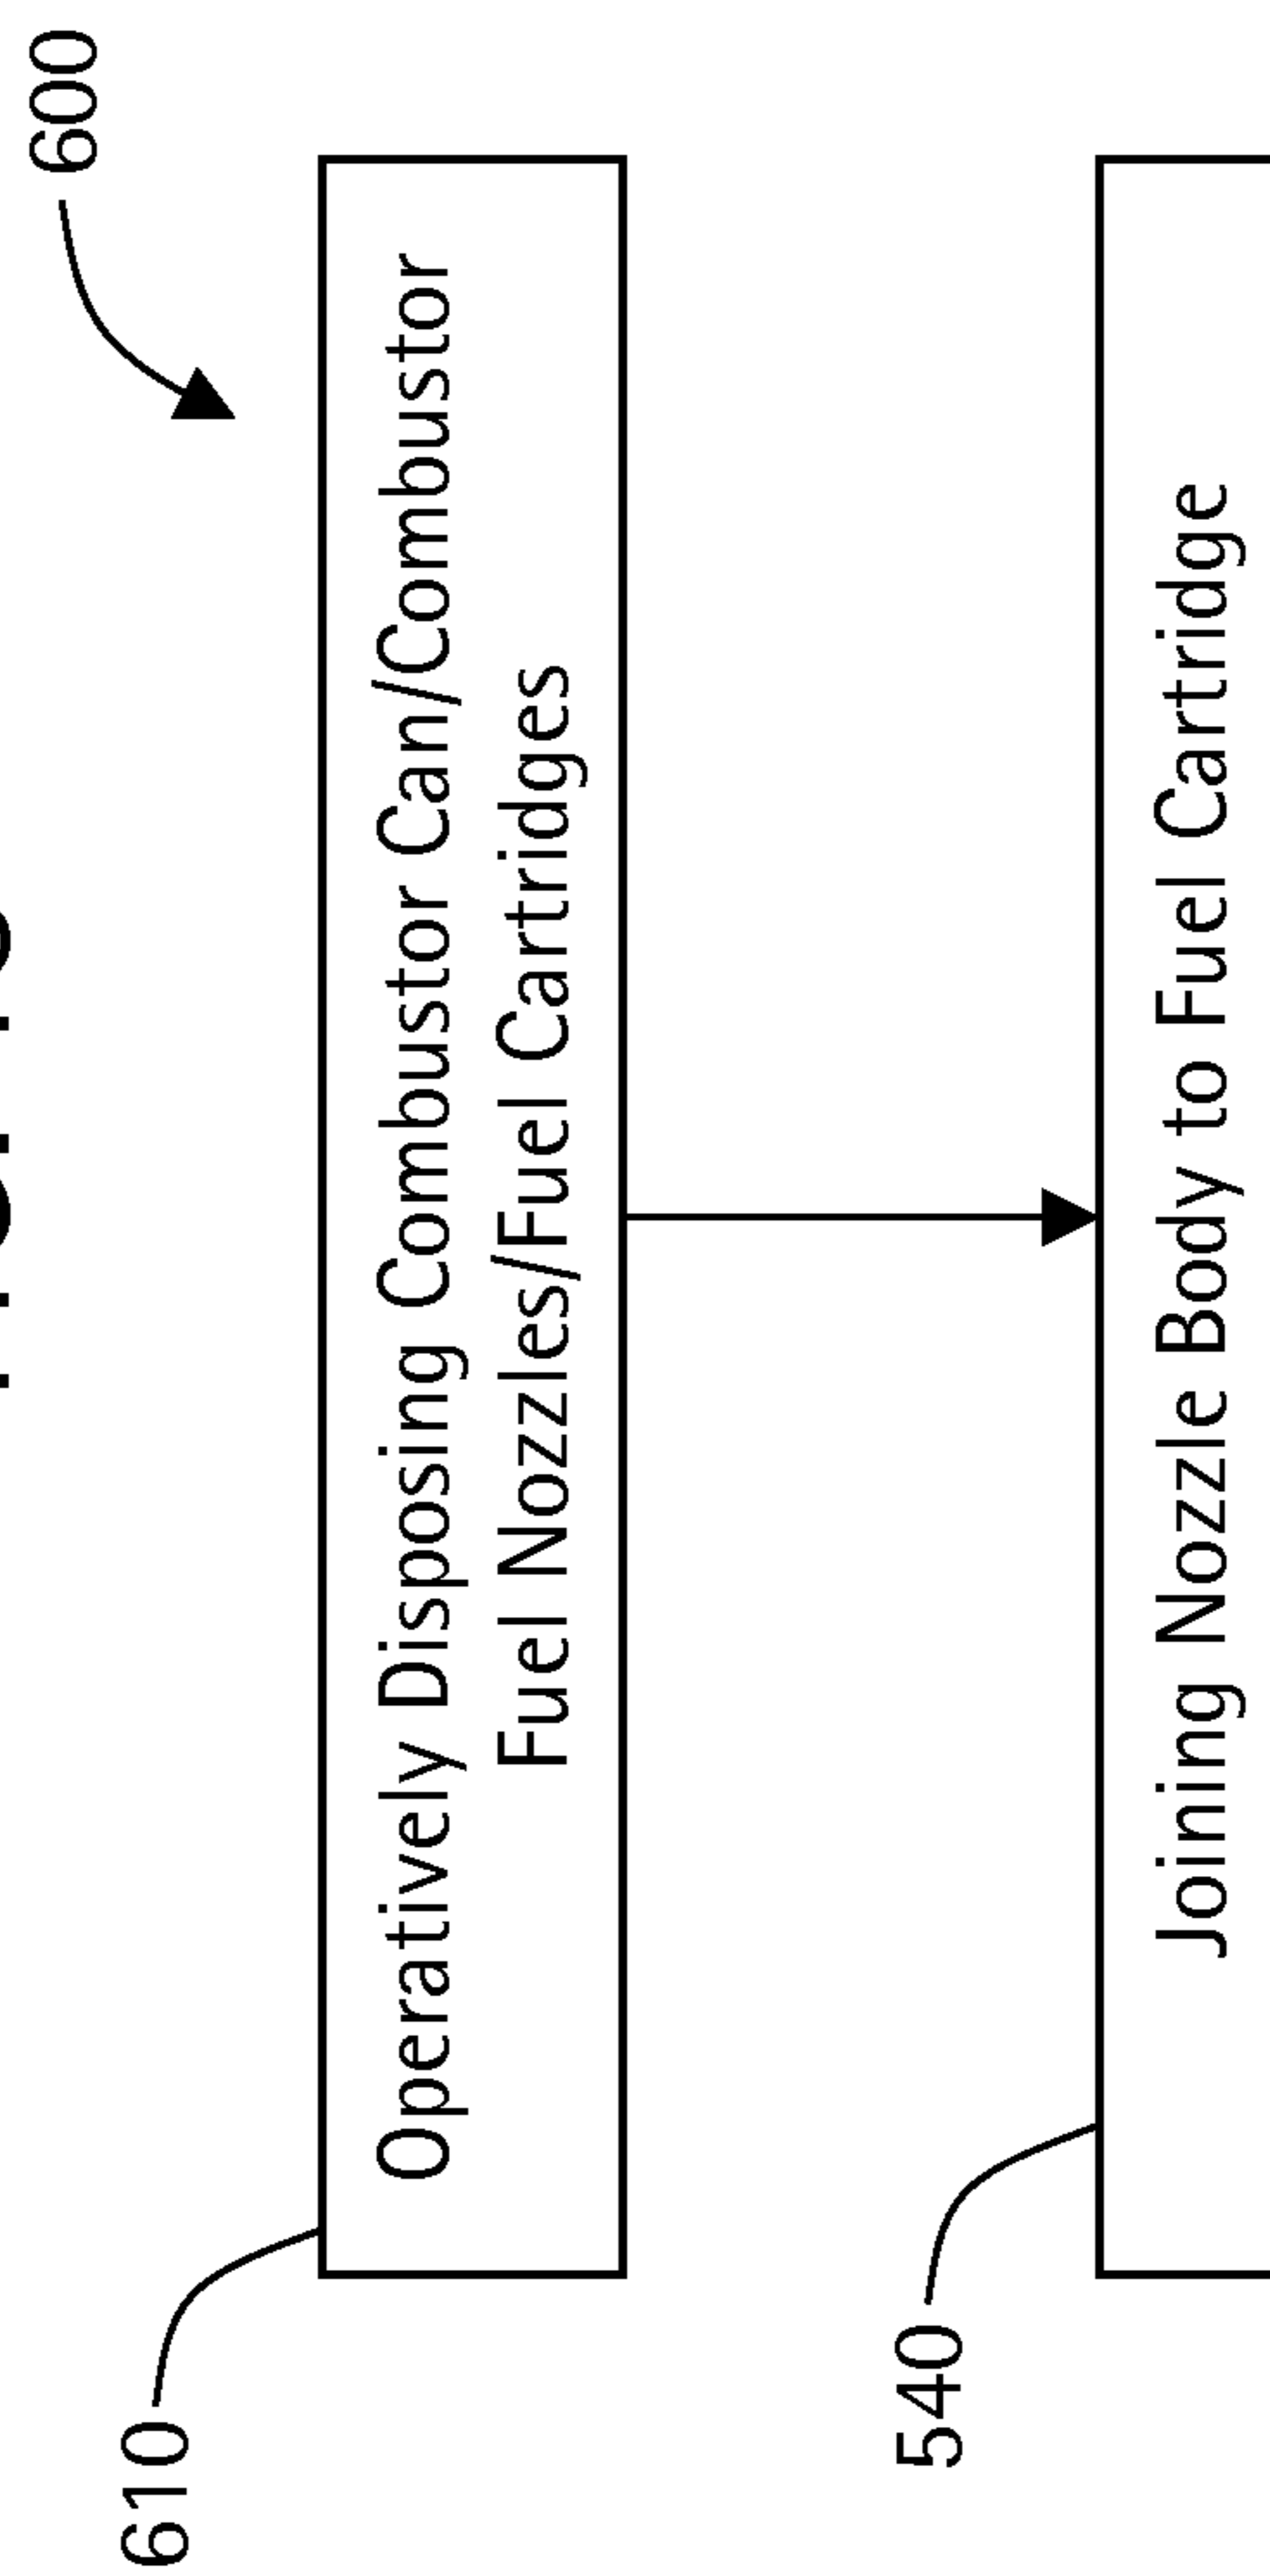 600
610
Operatively Disposing Combustor Can/Combustor
Fuel Nozzles/Fuel Cartridges
540
Joining Nozzle Body to Fuel Cartridge